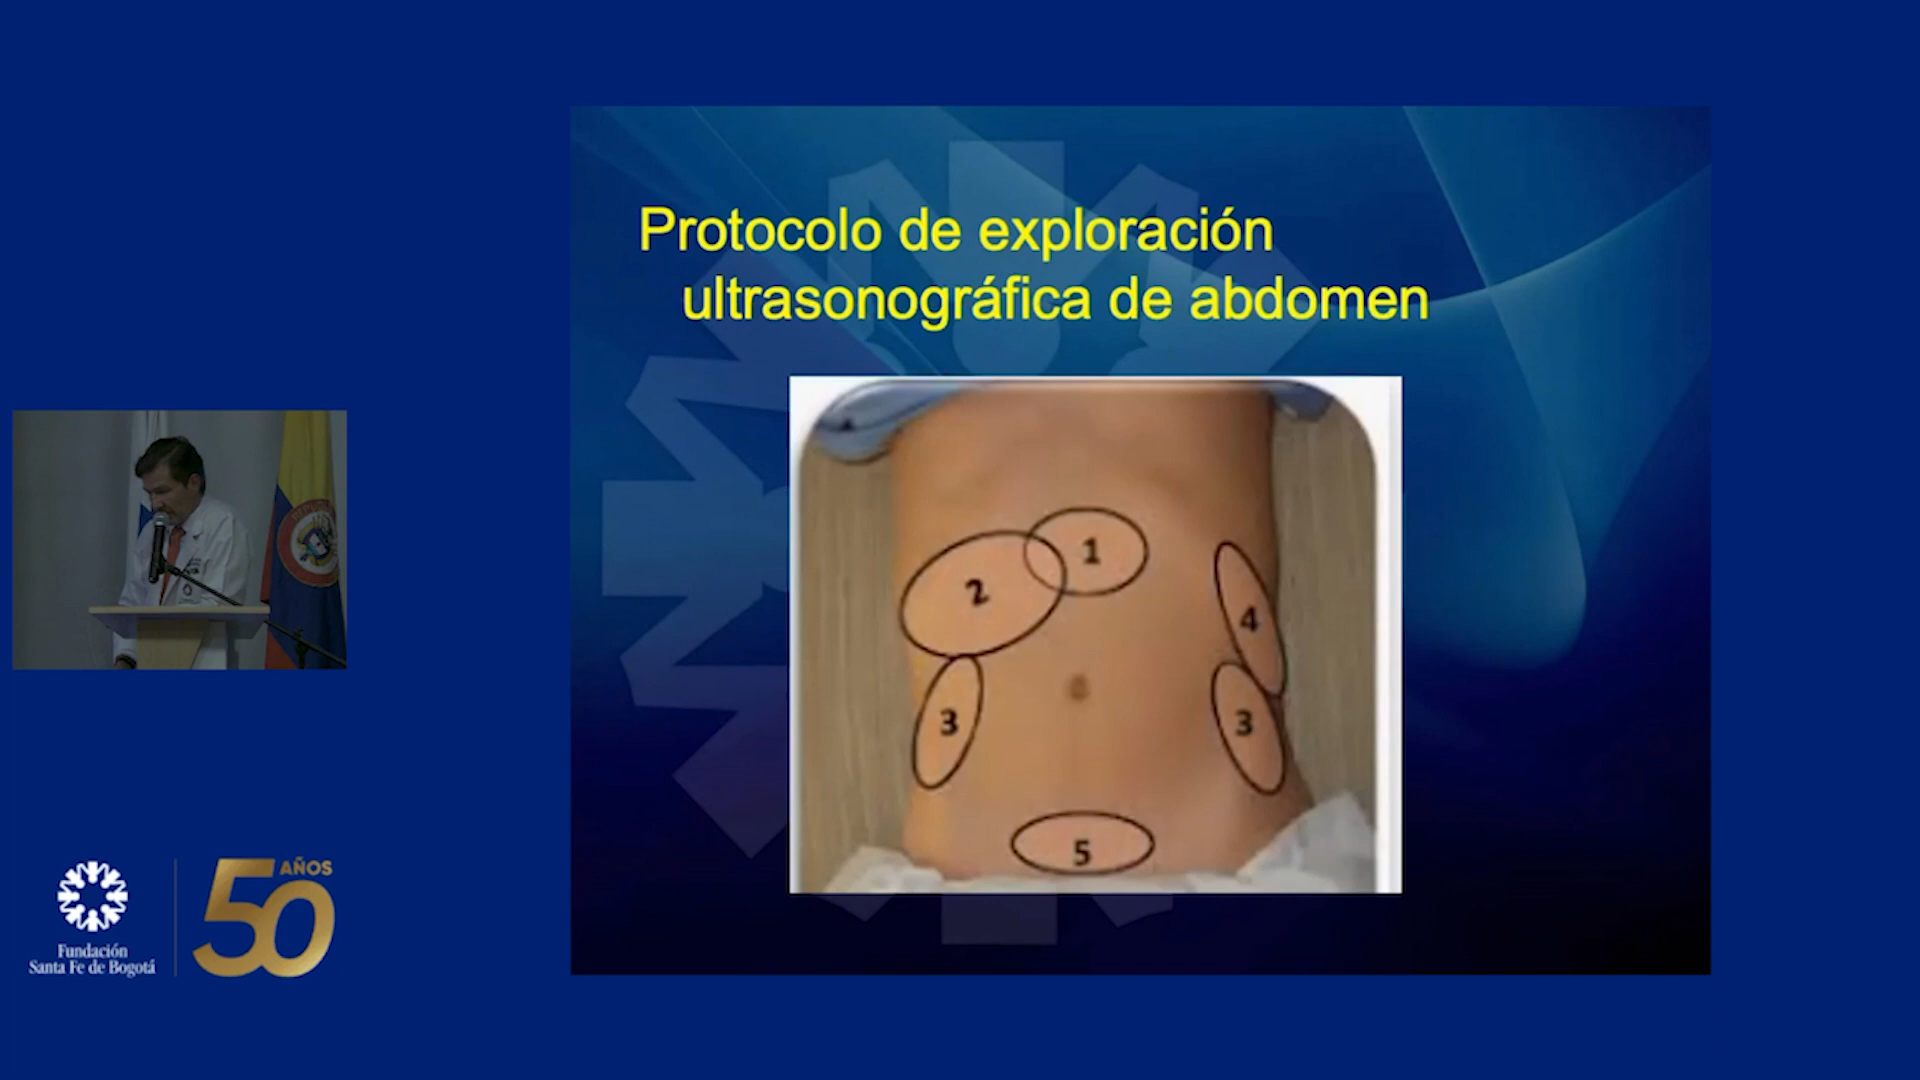 Protocolo de exploración
ultrasonográfica de abdomen
1
2
4
3
3
5
Fundación
Santa Fe de Bogotá
50
AÑOS